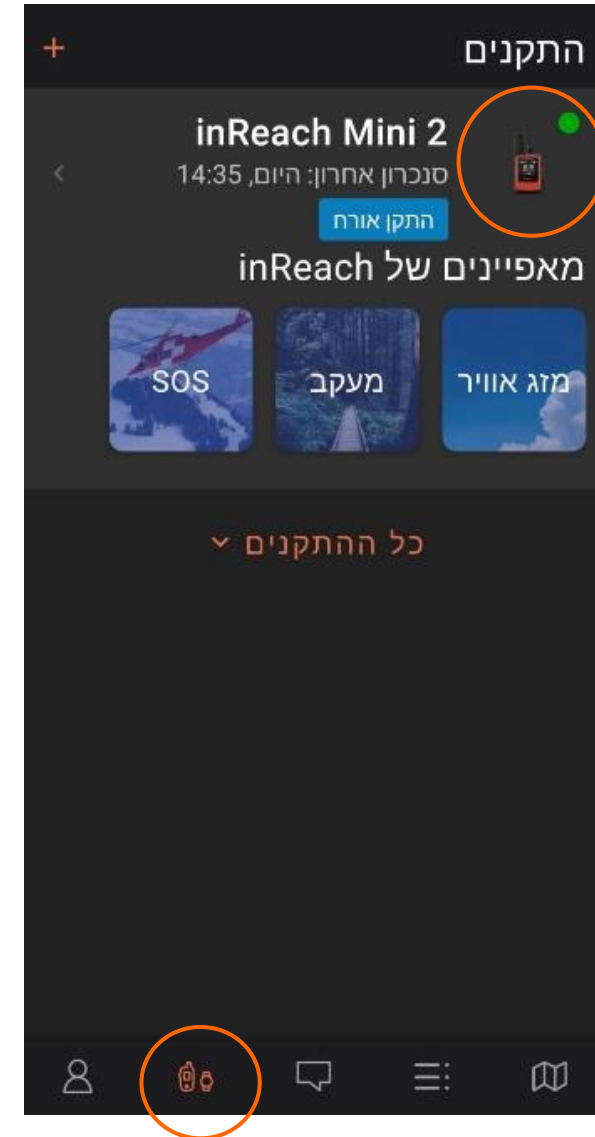 התקנים
+
inReach Mini 2
סנכרון אחרון: היום, 14:35
התקן אורח
מאפיינים של inReach
מזג אוויר
מעקב
SOS
כל ההתקנים